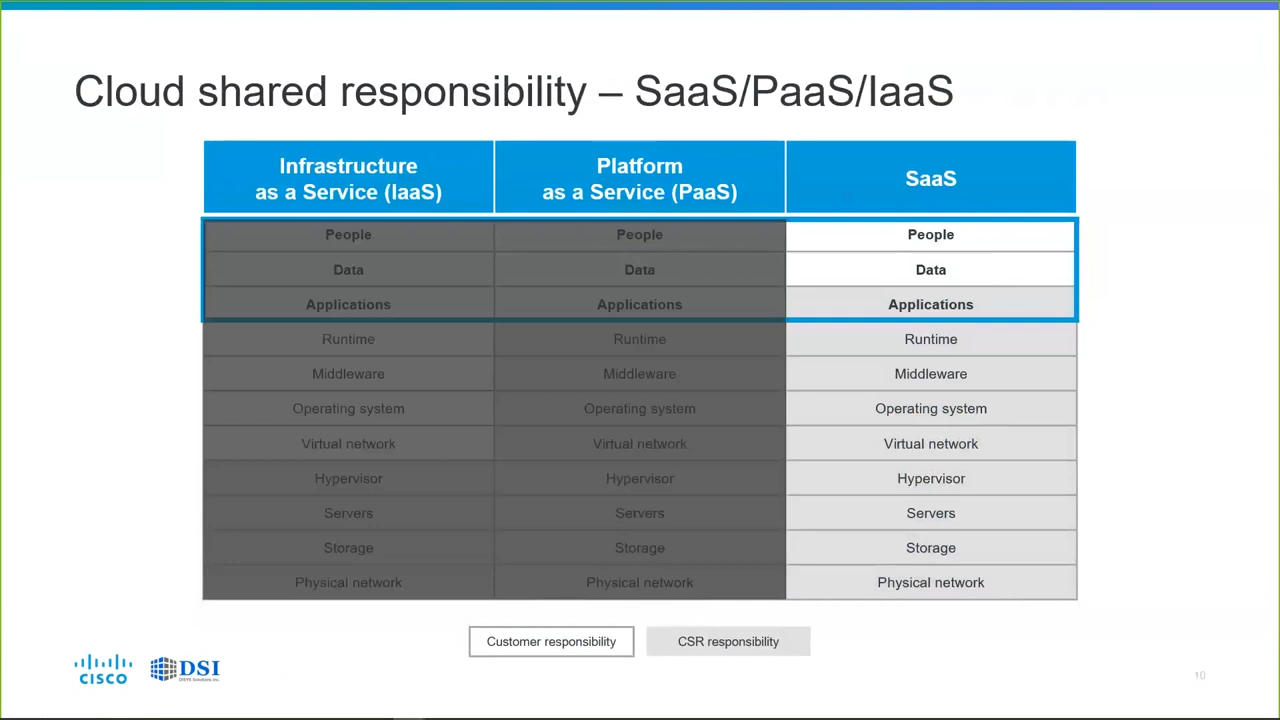 Cloud shared responsibility – SaaS/PaaS/IaaS
Infrastructure
as a Service (IaaS)
Platform
as a Service (PaaS)
SaaS
People People People
Data Data Data
Applications Applications Applications
Runtime Runtime Runtime
Middleware Middleware Middleware
Operating system Operating system Operating system
Virtual network Virtual network Virtual network
Hypervisor Hypervisor Hypervisor
Servers Servers Servers
Storage Storage Storage
Physical network Physical network Physical network
Customer responsibility CSR responsibility
CISCO
DSI
DISYS Solutions Inc.
10